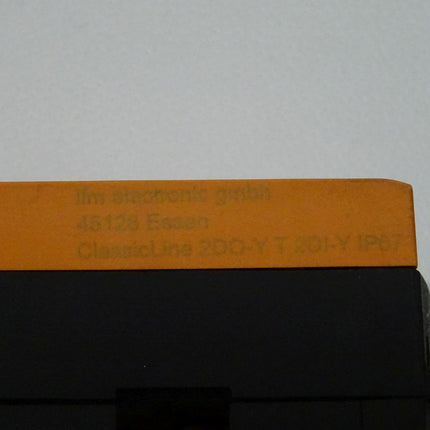 ifm electronic gmbh
45128 Essen
ClassicLine 2DO-Y T 2DI-Y IP67